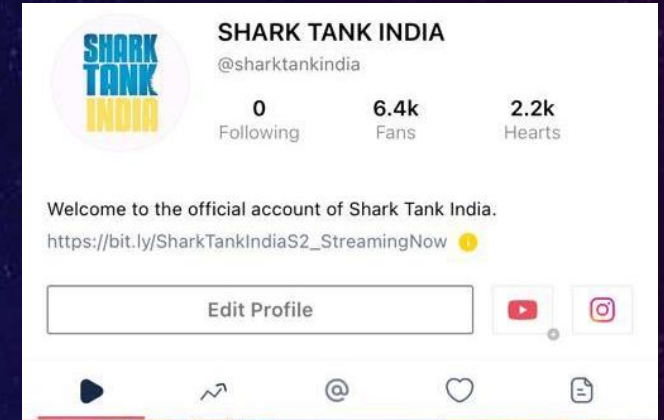 SHARK
TANK
INDIA
SHARK TANK INDIA
@sharktankindia
0 6.4k 2.2k
Following Fans Hearts
Welcome to the official account of Shark Tank India.
https://bit.ly/SharkTankIndiaS2_StreamingNow
Edit Profile